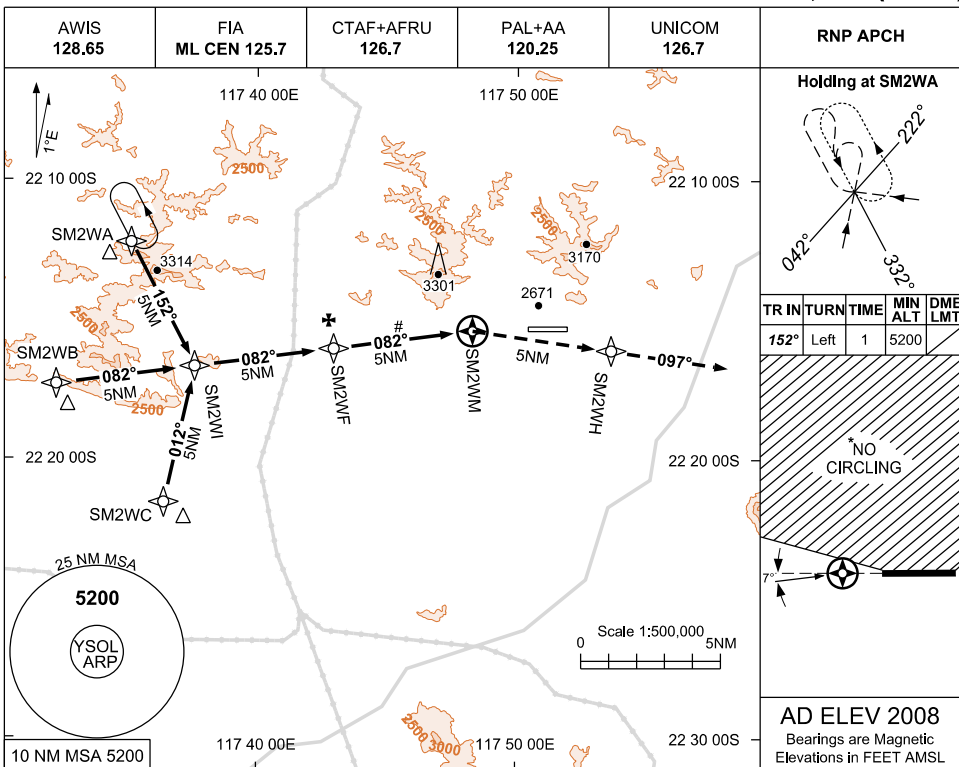 AWIS
128.65
FIA
ML CEN 125.7
CTAF+AFRU
126.7
PAL+AA
120.25
UNICOM
126.7
RNP APCH
117 40 00E
117 50 00E
1°E
2500
22 10 00S
22 10 00S
2500
2500
SM2WA
3314
3301
3170
2671
152°
5NM
2500
SM2WB
082°
5NM
2500
SM2WI
082°
5NM
SM2WF
#
082°
5NM
SM2WM
5NM
SM2WH
097°
012°
5NM
22 20 00S
22 20 00S
SM2WC
25 NM MSA
5200
YSOL
ARP
Scale 1:500,000
0
5NM
2500
3000
117 40 00E
117 50 00E
22 30 00S
10 NM MSA 5200
Holding at SM2WA
222°
042°
332°
TR IN TURN TIME MIN ALT DME LMT
152° Left 1 5200
*NO
CIRCLING
7°
AD ELEV 2008
Bearings are Magnetic
Elevations in FEET AMSL